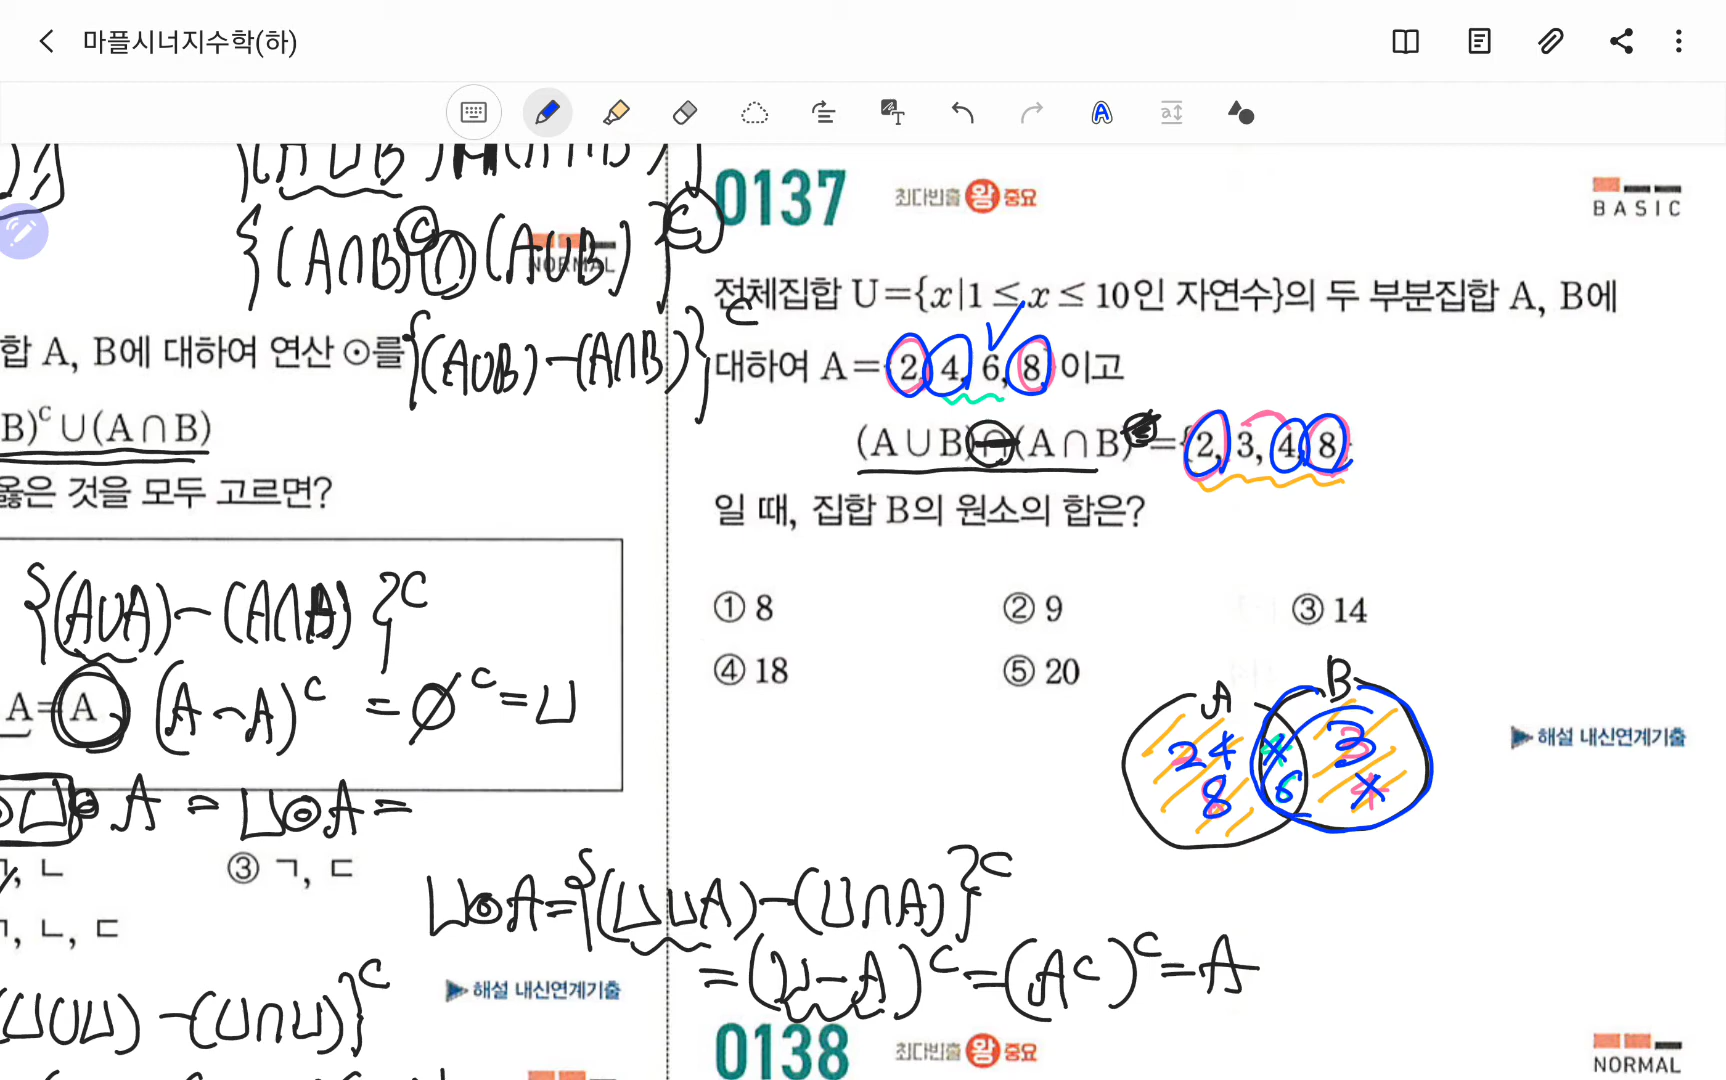 마플시너지수학(하)
{(A∩B)ᶜ∩(A∪B)}ᶜ
NORMAL
합 A, B에 대하여 연산 ⊙를
{(A∪B)-(A∩B)}ᶜ
B)ᶜ∪(A∩B)
옳은 것을 모두 고르면?
{(A∪A)-(A∩A)}ᶜ
A=A (A-A)ᶜ =∅ᶜ=U
A = U⊙A =
ㄴ
③ ㄱ, ㄷ
ㄱ, ㄴ, ㄷ
U⊙A={(U∪A)-(U∩A)}ᶜ
=(U-A)ᶜ=(Aᶜ)ᶜ=A
▶해설 내신연계기출
(U∪U)-(U∩U)}ᶜ
0137 최다빈출 왕 중요
BASIC
전체집합 U={x|1≤x≤10인 자연수}의 두 부분집합 A, B에
대하여 A={2, 4, 6, 8}이고
(A∪B)-(A∩B)={2, 3, 4, 8}
일 때, 집합 B의 원소의 합은?
① 8 ② 9 ③ 14
④ 18 ⑤ 20
A B
2 4 3
8 6
▶해설 내신연계기출
0138 최다빈출 왕 중요
NORMAL